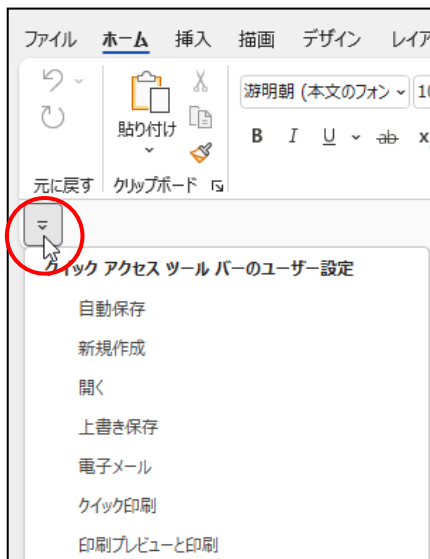 ファイル ホーム 挿入 描画 デザイン レイア
游明朝 (本文のフォン 10
貼り付け
B I U ab x
元に戻す クリップボード
クイック アクセス ツール バーのユーザー設定
自動保存
新規作成
開く
上書き保存
電子メール
クイック印刷
印刷プレビューと印刷